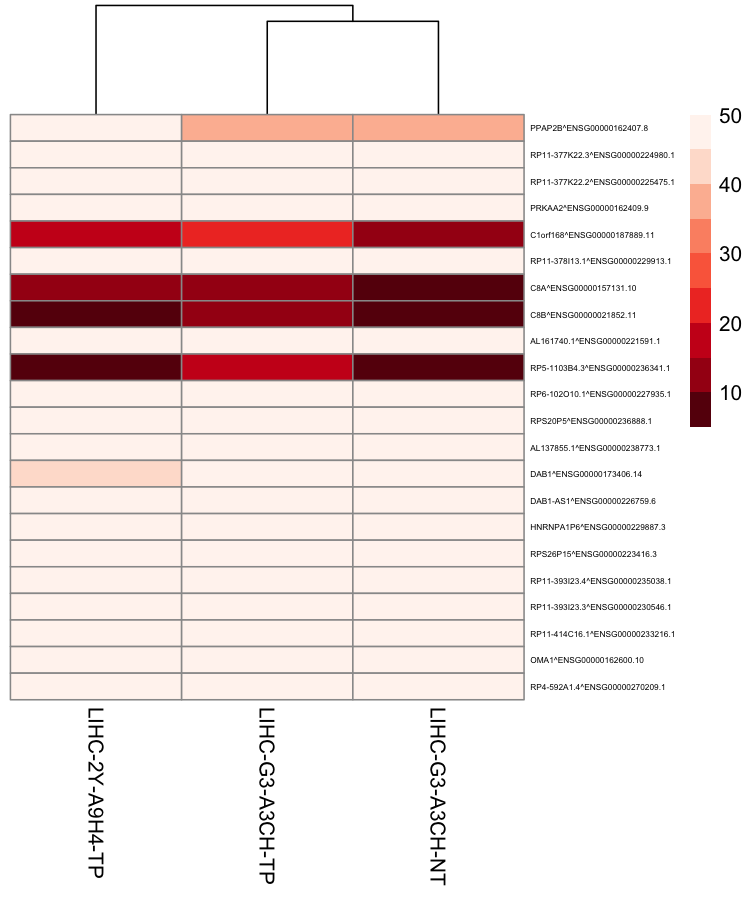 50
PPAP2B^ENSG00000162407.8
RP11-377K22.3^ENSG00000224980.1
RP11-377K22.2^ENSG00000225475.1
40
PRKAA2^ENSG00000162409.9
C1orf168^ENSG00000187889.11
30
RP11-378I13.1^ENSG00000229913.1
C8A^ENSG00000157131.10
C8B^ENSG00000021852.11
20
AL161740.1^ENSG00000221591.1
RP5-1103B4.3^ENSG00000236341.1
10
RP6-102O10.1^ENSG00000227935.1
RPS20P5^ENSG00000236888.1
AL137855.1^ENSG00000238773.1
DAB1^ENSG00000173406.14
DAB1-AS1^ENSG00000226759.6
HNRNPA1P6^ENSG00000229887.3
RPS26P15^ENSG00000223416.3
RP11-393I23.4^ENSG00000235038.1
RP11-393I23.3^ENSG00000230546.1
RP11-414C16.1^ENSG00000233216.1
OMA1^ENSG00000162600.10
RP4-592A1.4^ENSG00000270209.1
LIHC-2Y-A9H4-TP
LIHC-G3-A3CH-TP
LIHC-G3-A3CH-NT